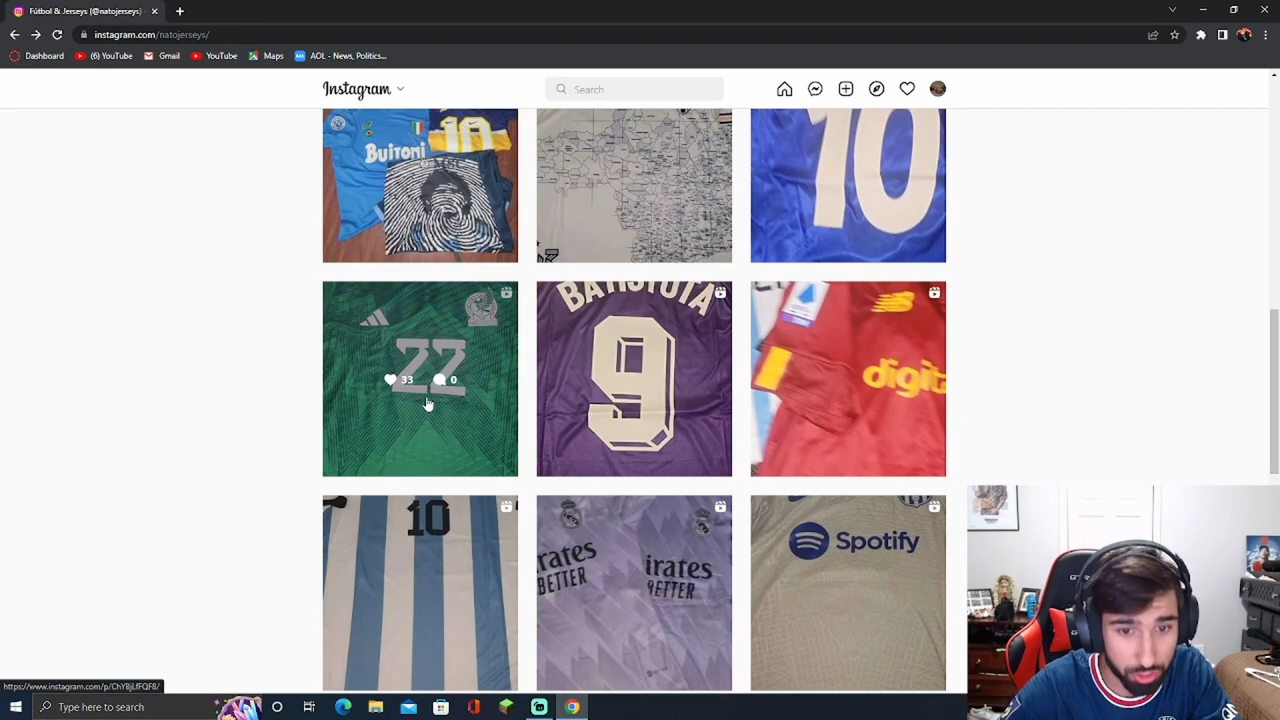 Fútbol & Jerseys (@natojerseys)
instagram.com/natojerseys/
Dashboard
(6) YouTube
Gmail
YouTube
Maps
AOL - News, Politics...
Instagram
Search
Buitoni
10
10
22
33
0
BATISTUTA
9
digit
10
irates
BETTER
irates
BETTER
Spotify
https://www.instagram.com/p/ChYBjLfFQF8/
Type here to search